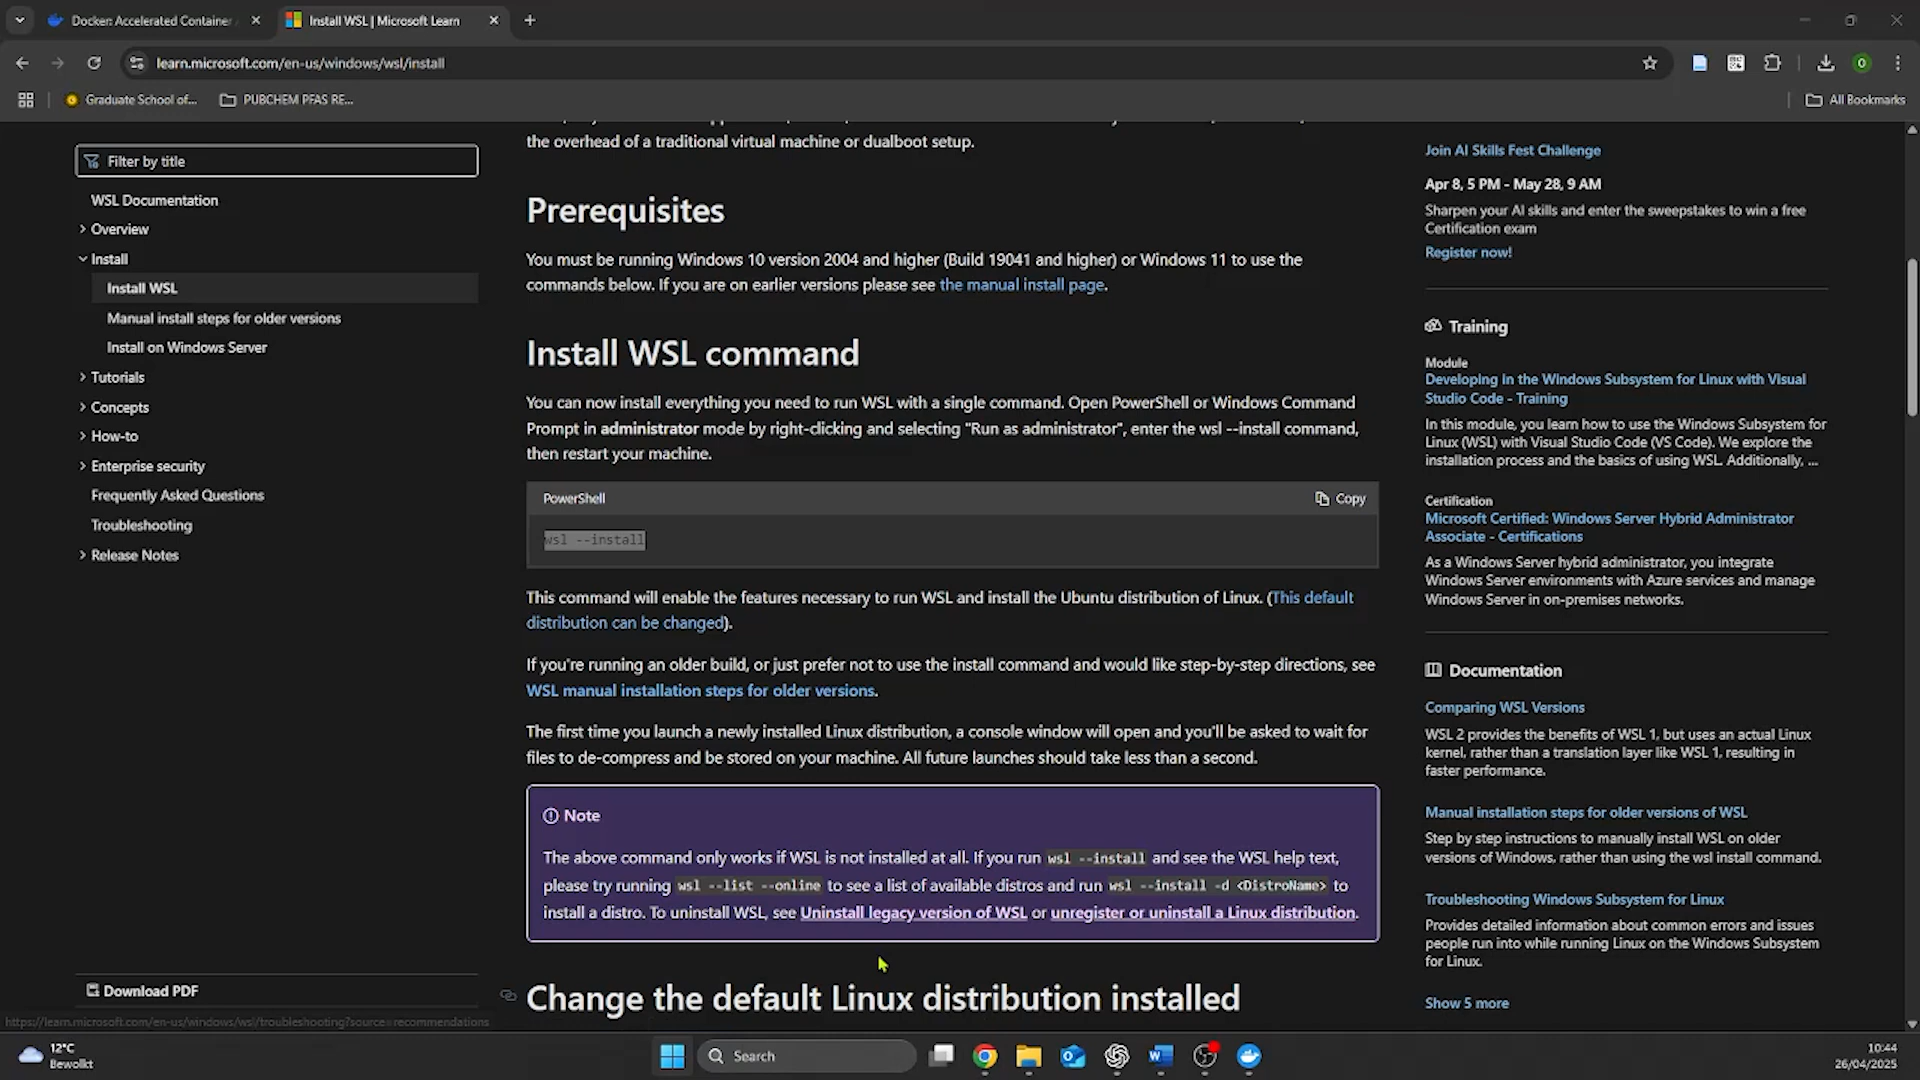 Docker: Accelerated Container
Install WSL | Microsoft Learn
learn.microsoft.com/en-us/windows/wsl/install
O
Graduate School of...
PUBCHEM PFAS RE...
All Bookmarks
Filter by title
WSL Documentation
Overview
Install
Install WSL
Manual install steps for older versions
Install on Windows Server
Tutorials
Concepts
How-to
Enterprise security
Frequently Asked Questions
Troubleshooting
Release Notes
Download PDF
the overhead of a traditional virtual machine or dualboot setup.
Prerequisites
You must be running Windows 10 version 2004 and higher (Build 19041 and higher) or Windows 11 to use the
commands below. If you are on earlier versions please see the manual install page.
Install WSL command
You can now install everything you need to run WSL with a single command. Open PowerShell or Windows Command
Prompt in administrator mode by right-clicking and selecting "Run as administrator", enter the wsl --install command,
then restart your machine.
PowerShell
Copy
wsl --install
This command will enable the features necessary to run WSL and install the Ubuntu distribution of Linux. (This default
distribution can be changed).
If you're running an older build, or just prefer not to use the install command and would like step-by-step directions, see
WSL manual installation steps for older versions.
The first time you launch a newly installed Linux distribution, a console window will open and you'll be asked to wait for
files to de-compress and be stored on your machine. All future launches should take less than a second.
Note
The above command only works if WSL is not installed at all. If you run wsl --install and see the WSL help text,
please try running wsl --list --online to see a list of available distros and run wsl --install -d <DistroName> to
install a distro. To uninstall WSL, see Uninstall legacy version of WSL or unregister or uninstall a Linux distribution.
Change the default Linux distribution installed
Join AI Skills Fest Challenge
Apr 8, 5 PM - May 28, 9 AM
Sharpen your AI skills and enter the sweepstakes to win a free
Certification exam
Register now!
Training
Module
Developing in the Windows Subsystem for Linux with Visual
Studio Code - Training
In this module, you learn how to use the Windows Subsystem for
Linux (WSL) with Visual Studio Code (VS Code). We explore the
installation process and the basics of using WSL. Additionally, ...
Certification
Microsoft Certified: Windows Server Hybrid Administrator
Associate - Certifications
As a Windows Server hybrid administrator, you integrate
Windows Server environments with Azure services and manage
Windows Server in on-premises networks.
Documentation
Comparing WSL Versions
WSL 2 provides the benefits of WSL 1, but uses an actual Linux
kernel, rather than a translation layer like WSL 1, resulting in
faster performance.
Manual installation steps for older versions of WSL
Step by step instructions to manually install WSL on older
versions of Windows, rather than using the wsl install command.
Troubleshooting Windows Subsystem for Linux
Provides detailed information about common errors and issues
people run into while running Linux on the Windows Subsystem
for Linux.
Show 5 more
https://learn.microsoft.com/en-us/windows/wsl/troubleshooting?source=recommendations
12°C
Bewolkt
Search
10:44
26/04/2025